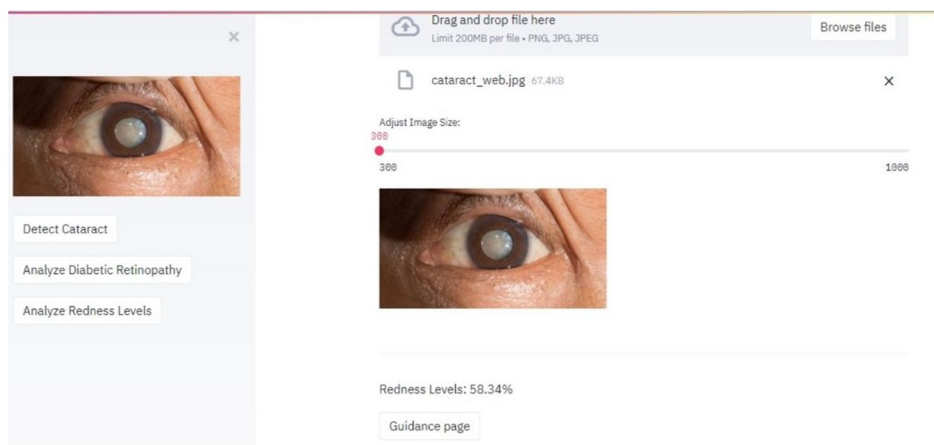 ×
Detect Cataract
Analyze Diabetic Retinopathy
Analyze Redness Levels
Drag and drop file here
Limit 200MB per file • PNG, JPG, JPEG
Browse files
cataract_web.jpg 67.4KB
×
Adjust Image Size:
300
300
1000
Redness Levels: 58.34%
Guidance page